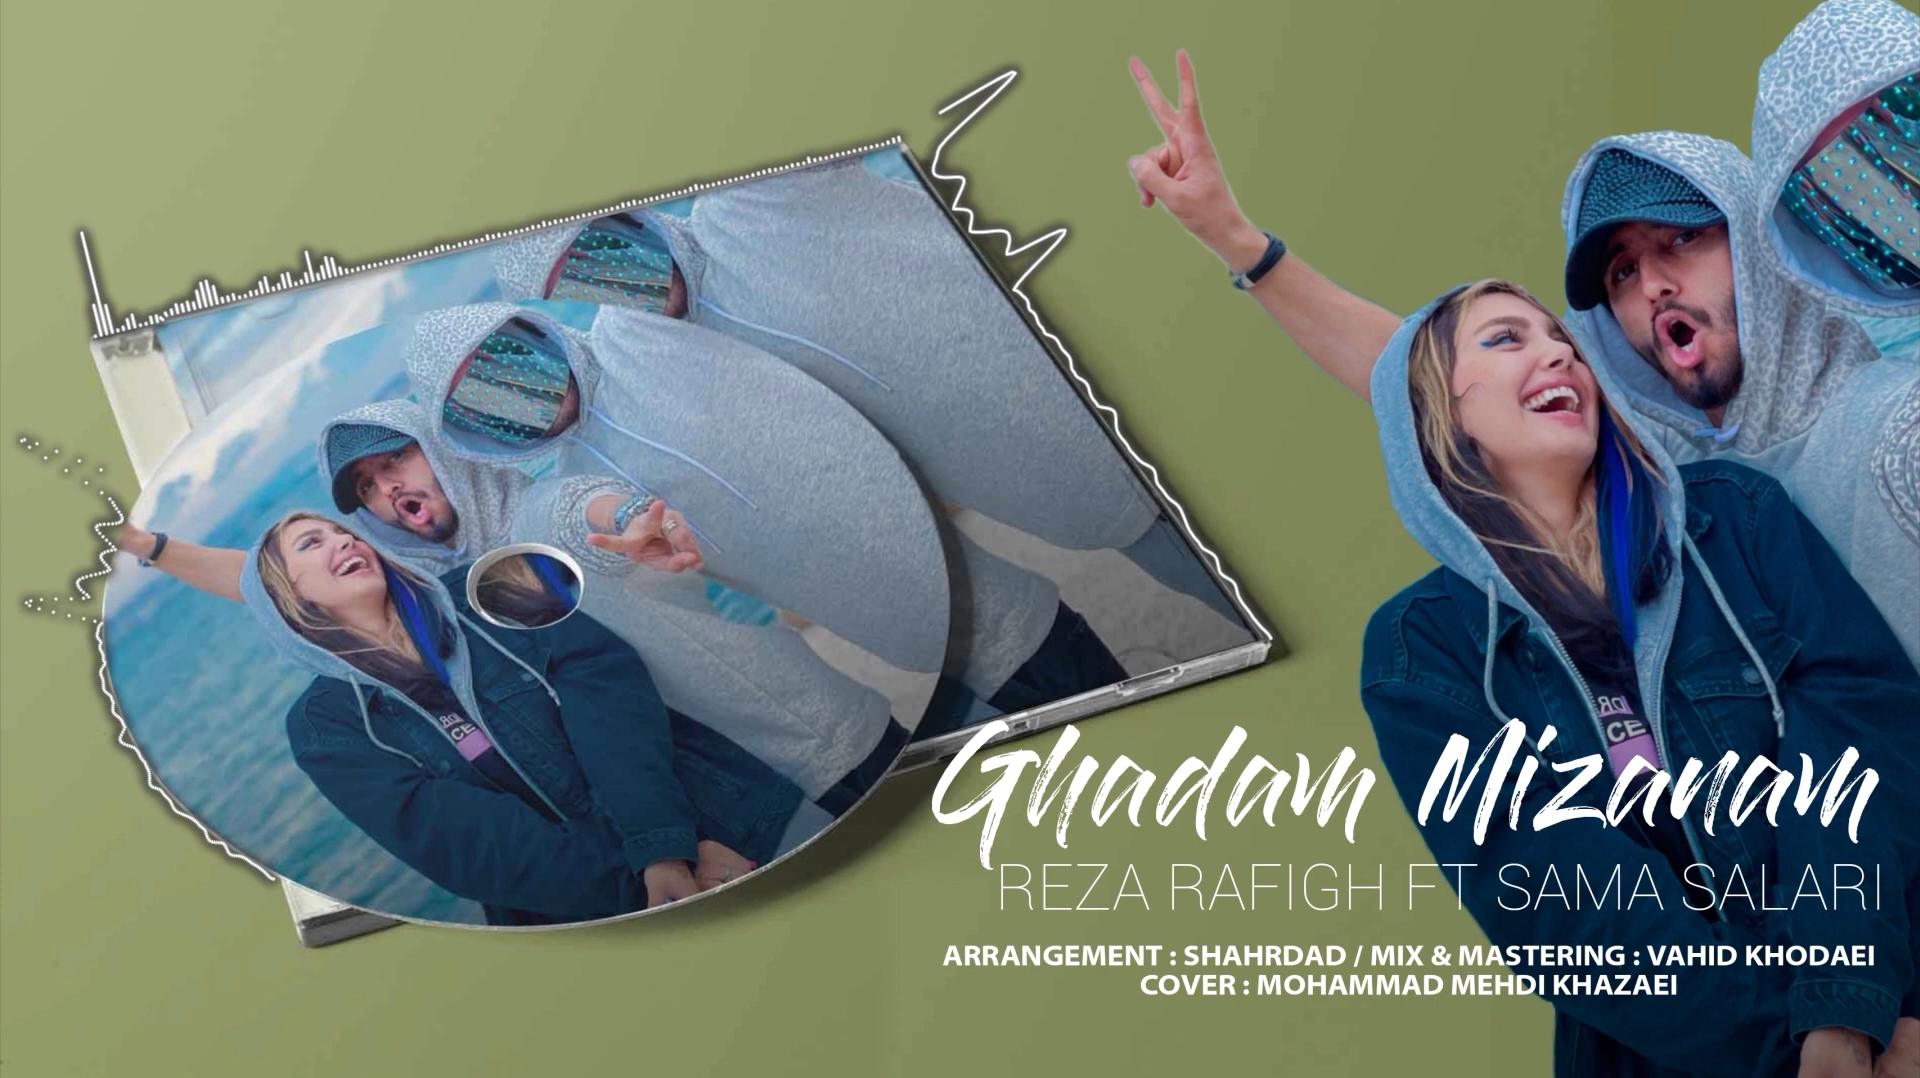 Ghadam Mizanam
REZA RAFIGH FT SAMA SALARI
ARRANGEMENT : SHAHRDAD / MIX & MASTERING : VAHID KHODAEI
COVER : MOHAMMAD MEHDI KHAZAEI